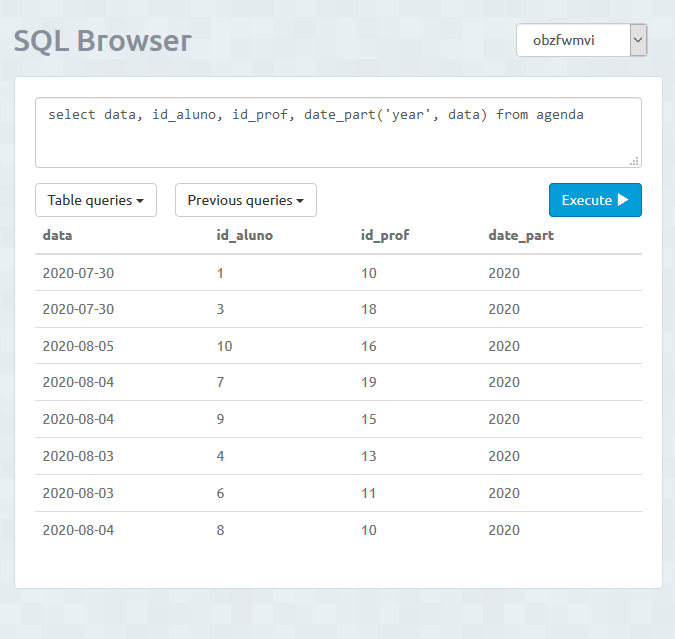 SQL Browser
obzfwmvi
select data, id_aluno, id_prof, date_part('year', data) from agenda
Table queries Previous queries Execute
data id_aluno id_prof date_part
2020-07-30 1 10 2020
2020-07-30 3 18 2020
2020-08-05 10 16 2020
2020-08-04 7 19 2020
2020-08-04 9 15 2020
2020-08-03 4 13 2020
2020-08-03 6 11 2020
2020-08-04 8 10 2020